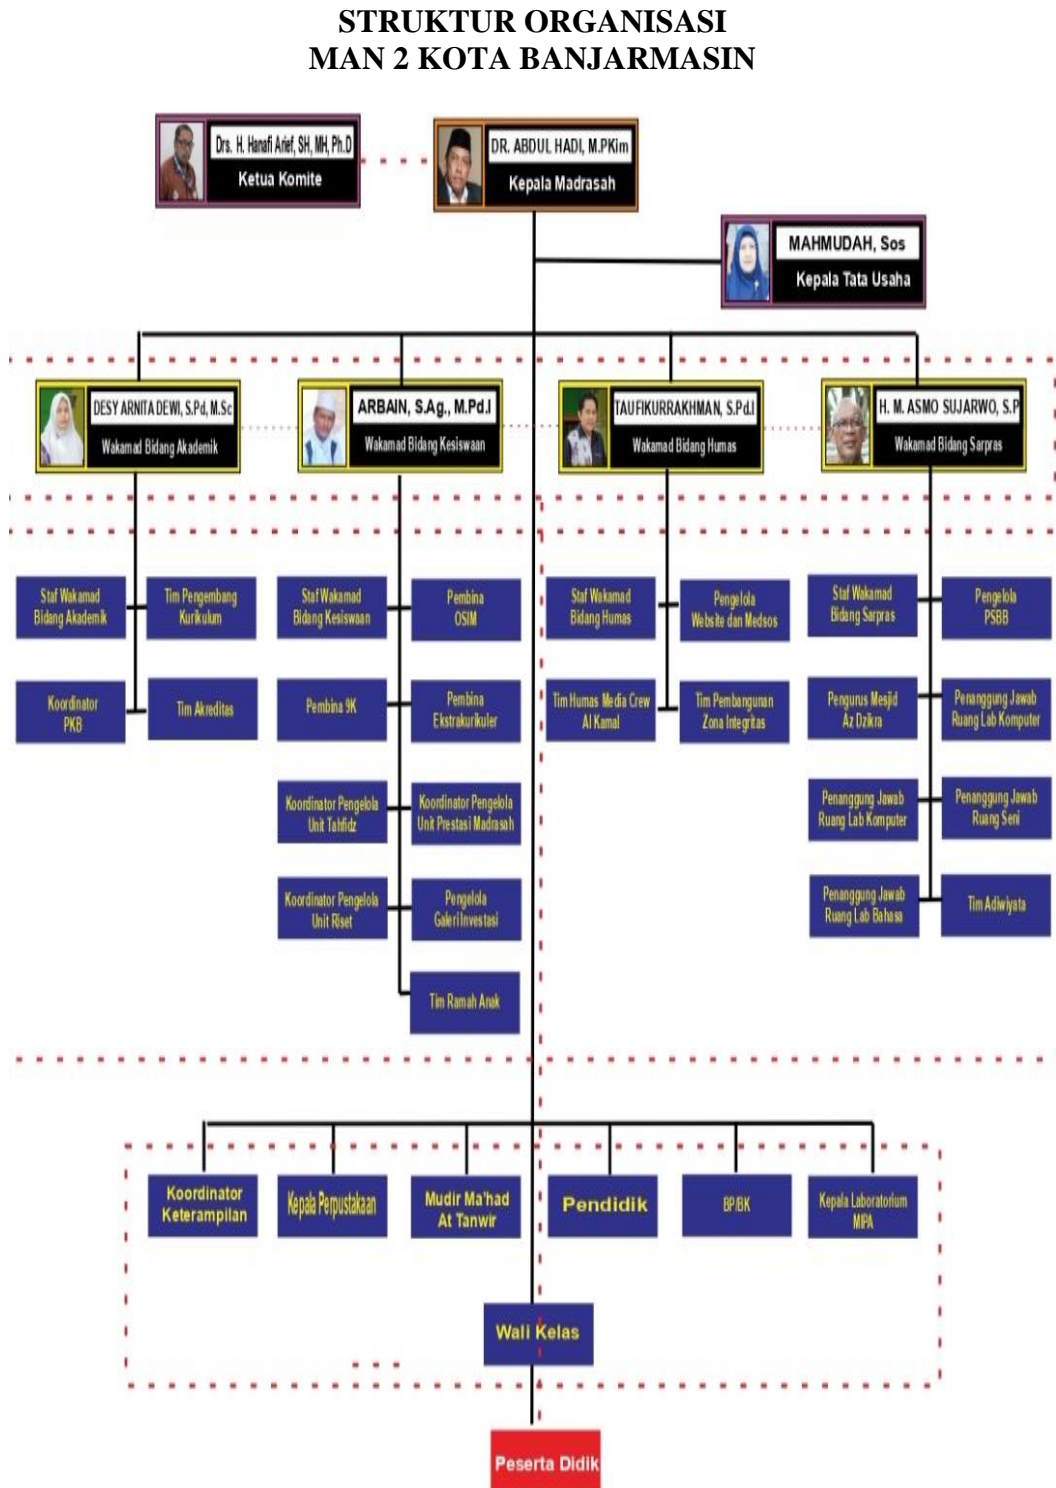 STRUKTUR ORGANISASI
MAN 2 KOTA BANJARMASIN
Drs. H. Hanafi Arief, SH, MH, Ph.D
Ketua Komite
DR. ABDUL HADI, M.PKim
Kepala Madrasah
MAHMUDAH, Sos
Kepala Tata Usaha
DESY ARNITA DEWI, S.Pd, M.Sc
Wakamad Bidang Akademik
ARBAIN, S.Ag., M.Pd.I
Wakamad Bidang Kesiswaan
TAUFIKURRAKHMAN, S.Pd.I
Wakamad Bidang Humas
H. M. ASMO SUJARWO, S.P
Wakamad Bidang Sarpras
Staf Wakamad
Bidang Akademik
Tim Pengembang
Kurikulum
Koordinator
PKB
Tim Akreditas
Staf Wakamad
Bidang Kesiswaan
Pembina
OSIM
Pembina 9K
Pembina
Ekstrakurikuler
Koordinator Pengelola
Unit Tahfidz
Koordinator Pengelola
Unit Prestasi Madrasah
Koordinator Pengelola
Unit Riset
Pengelola
Galeri Investasi
Tim Ramah Anak
Staf Wakamad
Bidang Humas
Pengelola
Website dan Medsos
Tim Humas Media Crew
Al Kamal
Tim Pembangunan
Zona Integritas
Staf Wakamad
Bidang Sarpras
Pengelola
PSBB
Pengurus Mesjid
Az Dzikra
Penanggung Jawab
Ruang Lab Komputer
Penanggung Jawab
Ruang Lab Komputer
Penanggung Jawab
Ruang Seni
Penanggung Jawab
Ruang Lab Bahasa
Tim Adiwiyata
Koordinator
Keterampilan
Kepala Perpustakaan
Mudir Ma'had
At Tanwir
Pendidik
BP/BK
Kepala Laboratorium
MIPA
Wali Kelas
Peserta Didik